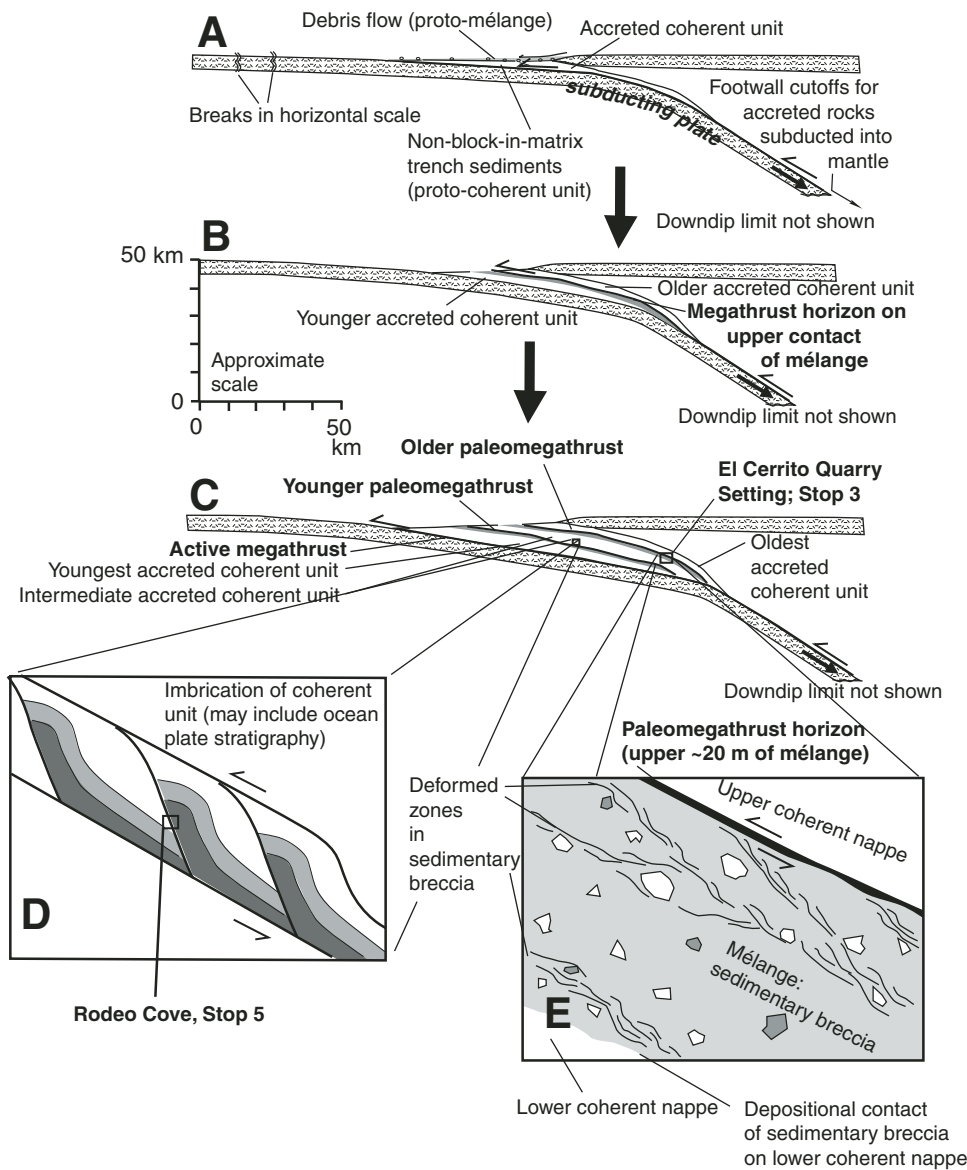 A
Debris flow (proto-mélange)
Accreted coherent unit
Breaks in horizontal scale
subducting plate
Footwall cutoffs for
accreted rocks
subducted into
mantle
Non-block-in-matrix
trench sediments
(proto-coherent unit)
Downdip limit not shown
B
50 km
Older accreted coherent unit
Younger accreted coherent unit
Megathrust horizon on
upper contact
of mélange
Approximate
scale
0
0
50
km
Downdip limit not shown
Older paleomegathrust
C
Younger paleomegathrust
El Cerrito Quarry
Setting; Stop 3
Active megathrust
Youngest accreted coherent unit
Intermediate accreted coherent unit
Oldest
accreted
coherent unit
Downdip limit not shown
Imbrication of coherent
unit (may include ocean
plate stratigraphy)
D
Rodeo Cove, Stop 5
Deformed
zones
in
sedimentary
breccia
Paleomegathrust horizon
(upper ~20 m of mélange)
Upper coherent nappe
Mélange:
sedimentary breccia
E
Lower coherent nappe
Depositional contact
of sedimentary breccia
on lower coherent nappe